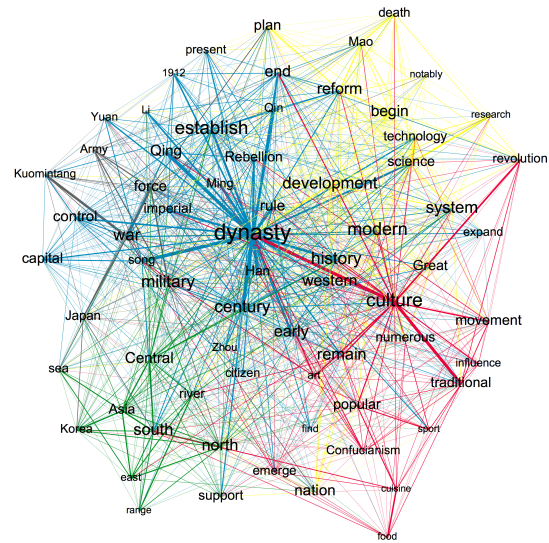 death
plan
Mao
present
end
1912
notably
reform
Qin
Li
begin
research
Yuan
establish
technology
Army
Qing
Rebellion
science
revolution
Kuomintang
force
Ming
development
imperial
rule
system
control
war
dynasty
modern
expand
capital
song
history
Great
Han
military
western
culture
century
Japan
early
movement
numerous
Zhou
remain
Central
influence
sea
citizen
art
traditional
river
Asia
popular
Korea
south
find
sport
north
Confucianism
east
emerge
support
nation
cuisine
range
food